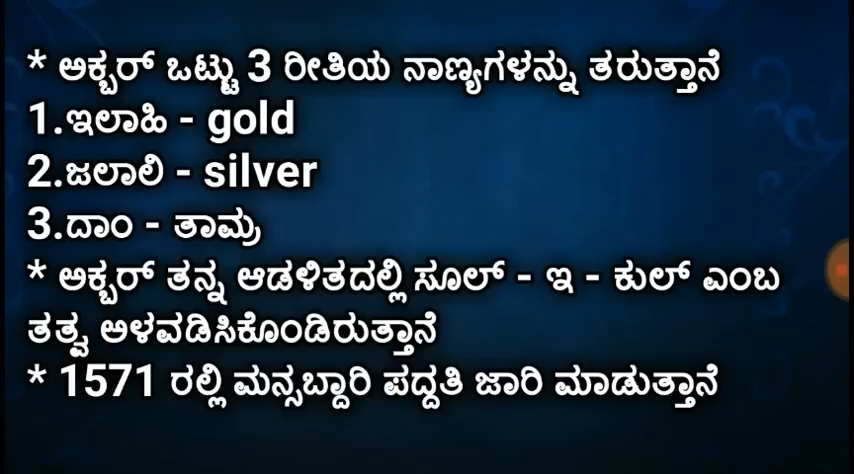 * ಅಕ್ಬರ್ ಒಟ್ಟು 3 ರೀತಿಯ ನಾಣ್ಯಗಳನ್ನು ತರುತ್ತಾನೆ
1.ಇಲಾಹಿ - gold
2.ಜಲಾಲಿ - silver
3.ದಾಂ - ತಾಮ್ರ
* ಅಕ್ಬರ್ ತನ್ನ ಆಡಳಿತದಲ್ಲಿ ಸೂಲ್ - ಇ - ಕುಲ್ ಎಂಬ
ತತ್ವ ಅಳವಡಿಸಿಕೊಂಡಿರುತ್ತಾನೆ
* 1571 ರಲ್ಲಿ ಮನ್ಸಬ್ದಾರಿ ಪದ್ದತಿ ಜಾರಿ ಮಾಡುತ್ತಾನೆ